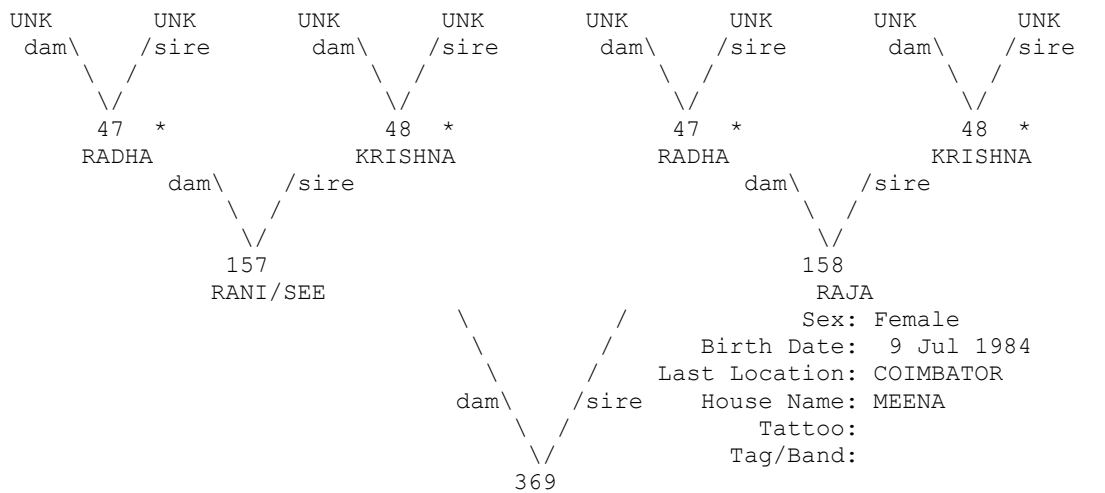 UNK UNK UNK UNK UNK UNK UNK UNK
dam\ /sire dam\ /sire dam\ /sire dam\ /sire
\ / \ / \ / \ /
\/ \/ \/ \/
47 * 48 * 47 * 48 *
RADHA KRISHNA RADHA KRISHNA
dam\ /sire dam\ /sire
\ / \ /
\/ \/
157 158
RANI/SEE RAJA
\ / Sex: Female
\ / Birth Date: 9 Jul 1984
\ / Last Location: COIMBATOR
dam\ /sire House Name: MEENA
\ / Tattoo:
\/ Tag/Band:
369